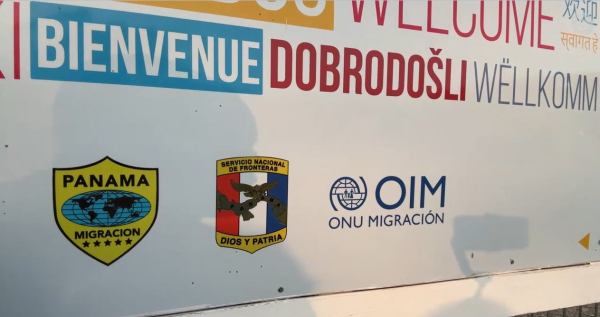 WELCOME
欢迎
स्वागत हे
BIENVENUE
DOBRODOŠLI
WËLLKOMM
PANAMA
MIGRACION
SERVICIO NACIONAL
DE FRONTERAS
DIOS Y PATRIA
OIM
ONU MIGRACIÓN